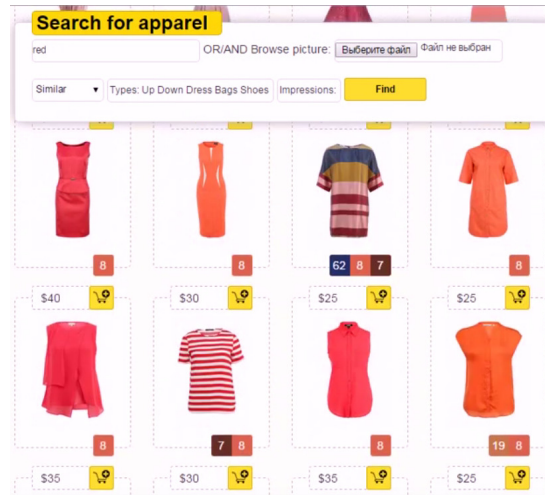 Search for apparel
red OR/AND Browse picture: Выберите файл Файл не выбран
Similar Types: Up Down Dress Bags Shoes Impressions: Find
8 8 62 8 7 8
$40 $30 $25 $25
8 7 8 8 19 8
$35 $30 $35 $25